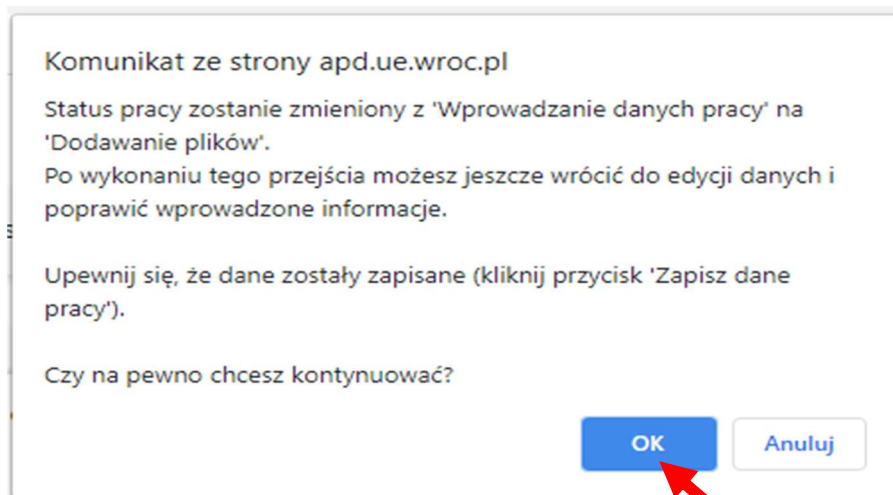 Komunikat ze strony apd.ue.wroc.pl
Status pracy zostanie zmieniony z 'Wprowadzanie danych pracy' na
'Dodawanie plików'.
Po wykonaniu tego przejścia możesz jeszcze wrócić do edycji danych i
poprawić wprowadzone informacje.
Upewnij się, że dane zostały zapisane (kliknij przycisk 'Zapisz dane
pracy').
Czy na pewno chcesz kontynuować?
OK
Anuluj